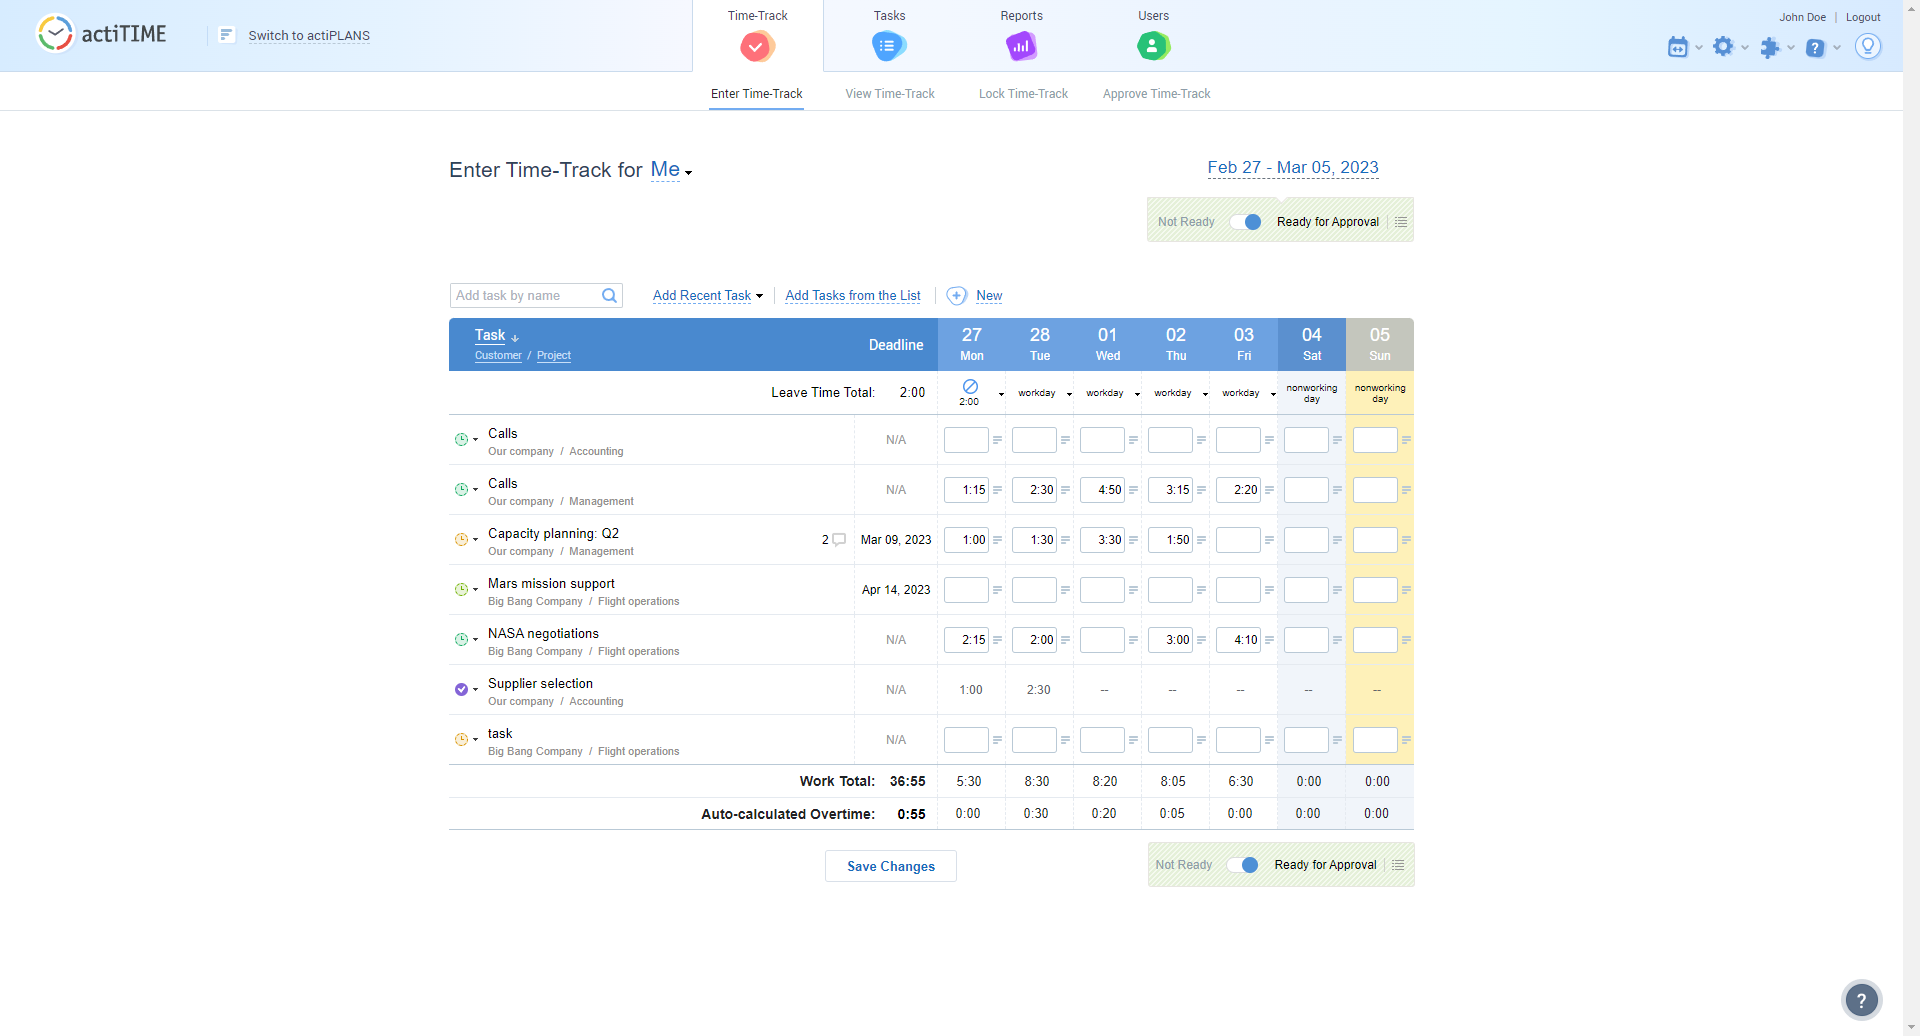 actiTIME
Switch to actiPLANS
Time-Track
Tasks
Reports
Users
John Doe | Logout
Enter Time-Track
View Time-Track
Lock Time-Track
Approve Time-Track
Enter Time-Track for Me
Feb 27 - Mar 05, 2023
Not Ready Ready for Approval
Add task by name
Add Recent Task
Add Tasks from the List
New
Task ↓
Customer / Project
Deadline
27 28 01 02 03 04 05
Mon Tue Wed Thu Fri Sat Sun
Leave Time Total: 2:00 2:00 workday workday workday workday nonworking day nonworking day
Calls
Our company / Accounting
N/A
Calls
Our company / Management
N/A 1:15 2:30 4:50 3:15 2:20
Capacity planning: Q2
Our company / Management
2 Mar 09, 2023 1:00 1:30 3:30 1:50
Mars mission support
Big Bang Company / Flight operations
Apr 14, 2023
NASA negotiations
Big Bang Company / Flight operations
N/A 2:15 2:00 3:00 4:10
Supplier selection
Our company / Accounting
N/A 1:00 2:30 -- -- -- -- --
task
Big Bang Company / Flight operations
N/A
Work Total: 36:55 5:30 8:30 8:20 8:05 6:30 0:00 0:00
Auto-calculated Overtime: 0:55 0:00 0:30 0:20 0:05 0:00 0:00 0:00
Save Changes
Not Ready Ready for Approval
?